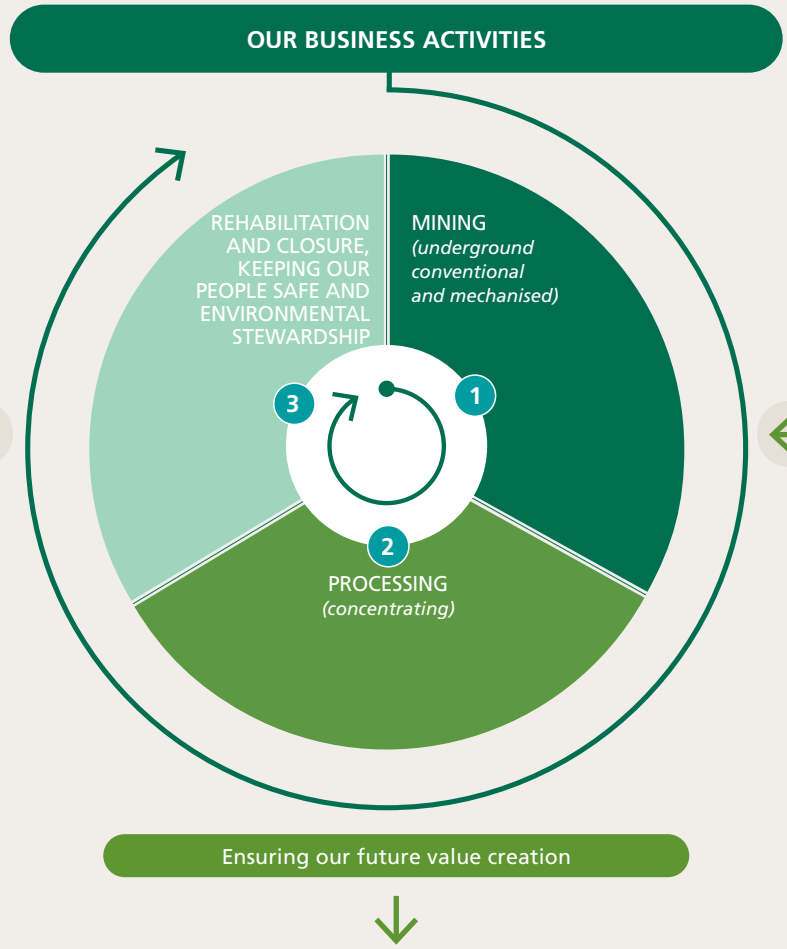 OUR BUSINESS ACTIVITIES
1
MINING
(underground
conventional
and mechanised)
2
PROCESSING
(concentrating)
3
REHABILITATION
AND CLOSURE,
KEEPING OUR
PEOPLE SAFE AND
ENVIRONMENTAL
STEWARDSHIP
Ensuring our future value creation